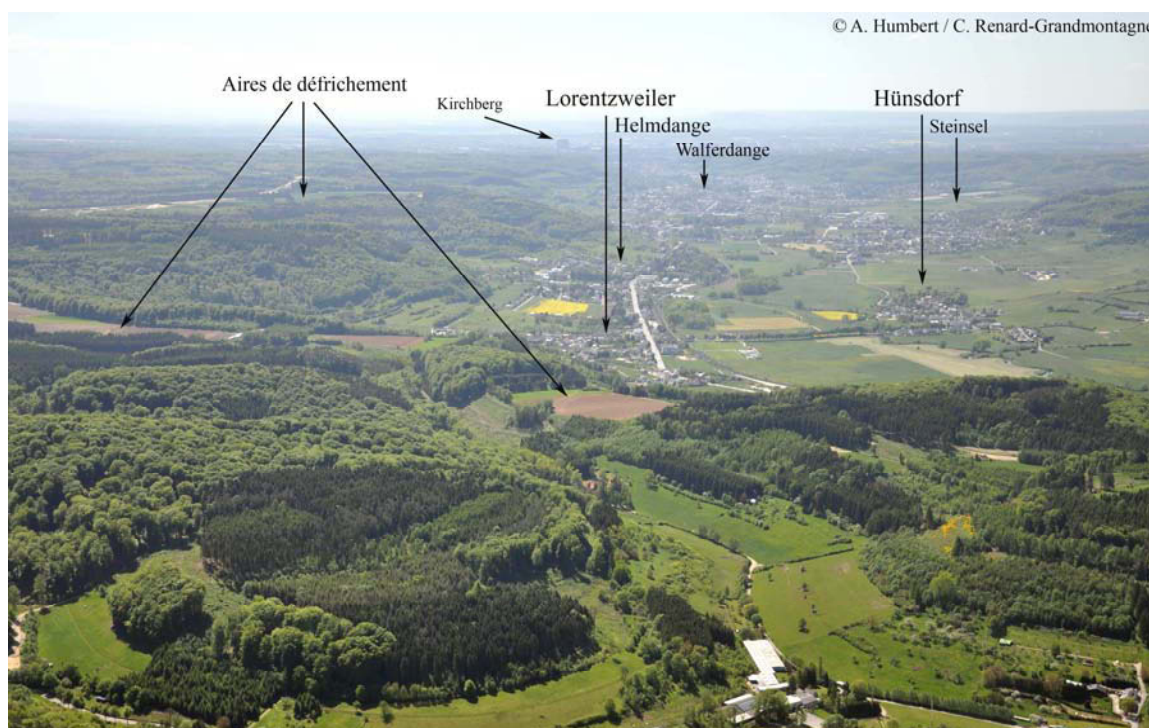 © A. Humbert / C. Renard-Grandmontagne
Aires de défrichement
Kirchberg
Lorentzweiler
Helmdange
Walferdange
Hünsdorf
Steinsel